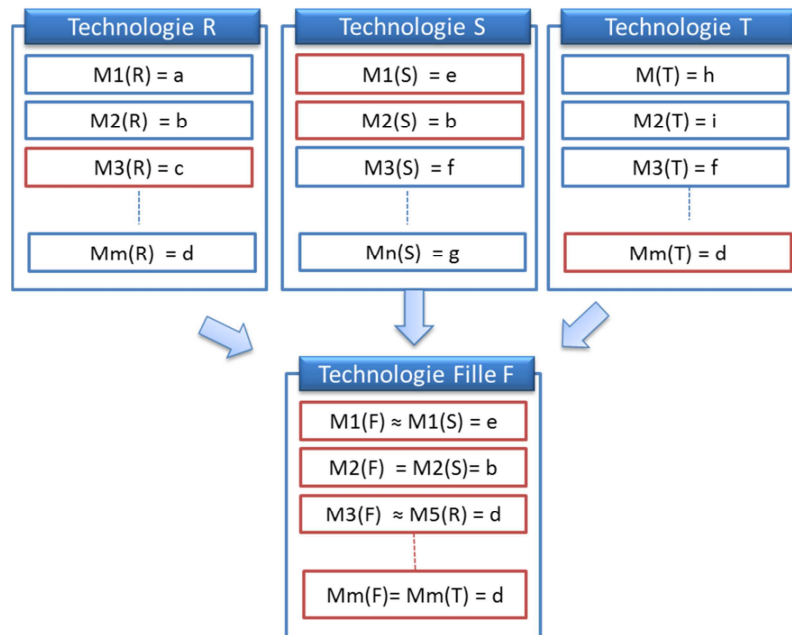 Technologie R
M1(R) = a
M2(R) = b
M3(R) = c
Mm(R) = d
Technologie S
M1(S) = e
M2(S) = b
M3(S) = f
Mn(S) = g
Technologie T
M(T) = h
M2(T) = i
M3(T) = f
Mm(T) = d
Technologie Fille F
M1(F) ≈ M1(S) = e
M2(F) = M2(S)= b
M3(F) ≈ M5(R) = d
Mm(F)= Mm(T) = d